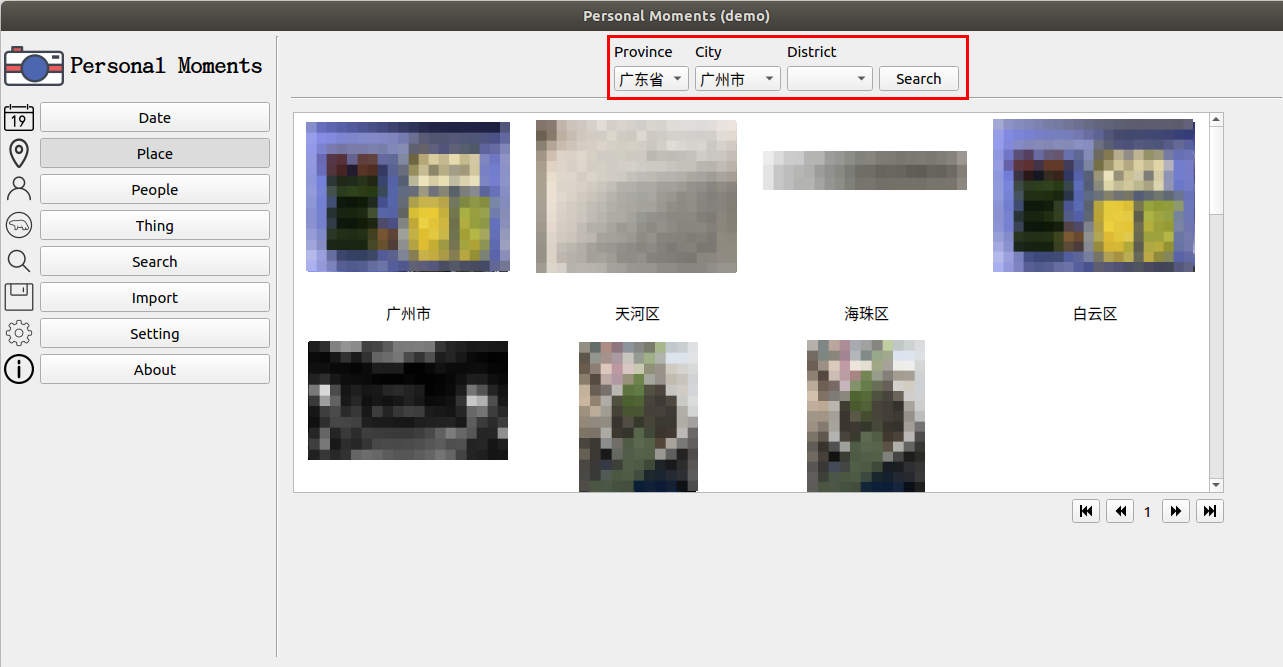 Personal Moments (demo)
Personal Moments
19
Date
Place
People
Thing
Search
Import
Setting
About
Province City District
广东省 广州市 Search
广州市 天河区 海珠区 白云区
1